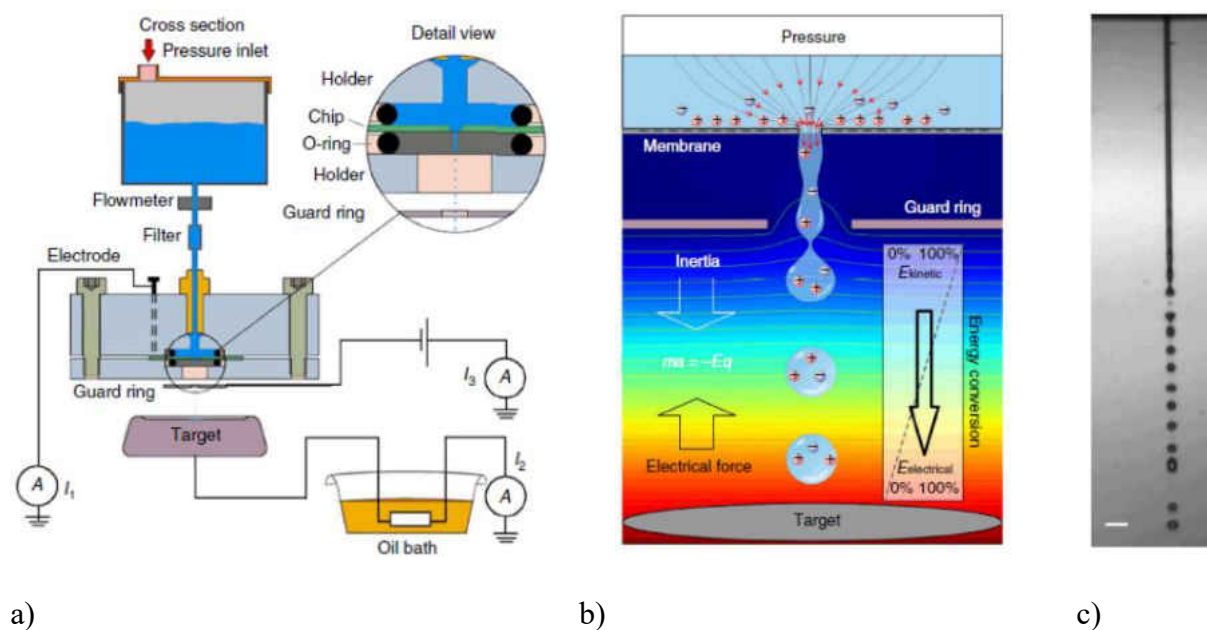 Cross section
Pressure inlet
Detail view
Holder
Chip
O-ring
Holder
Guard ring
Flowmeter
Filter
Electrode
Guard ring
I3
A
Target
I2
A
A
I1
Oil bath
Pressure
Membrane
Guard ring
Inertia
0% 100%
Ekinetic
ma = –Eq
Energy conversion
Electrical force
Eelectrical
0% 100%
Target
a)
b)
c)